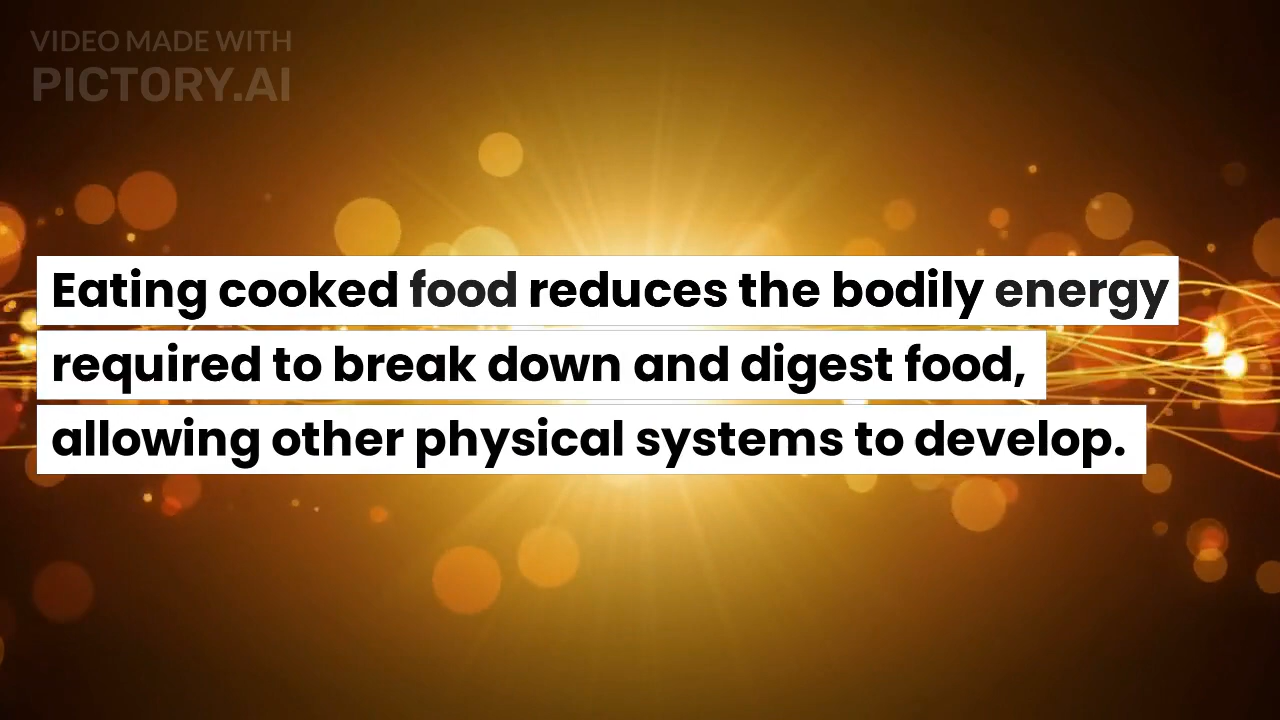 VIDEO MADE WITH
PICTORY.AI
Eating cooked food reduces the bodily energy
required to break down and digest food,
allowing other physical systems to develop.